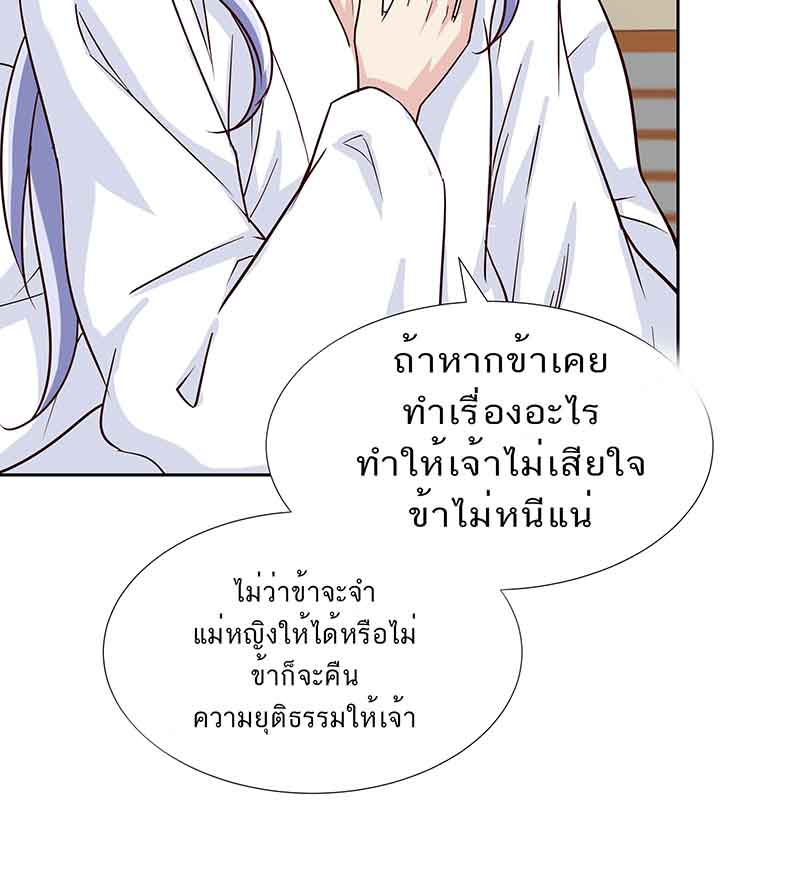 ถ้าหากข้าเคย
ทำเรื่องอะไร
ทำให้เจ้าไม่เสียใจ
ข้าไม่หนีแน่
ไม่ว่าข้าจะจำ
แม่หญิงให้ได้หรือไม่
ข้าก็จะคืน
ความยุติธรรมให้เจ้า